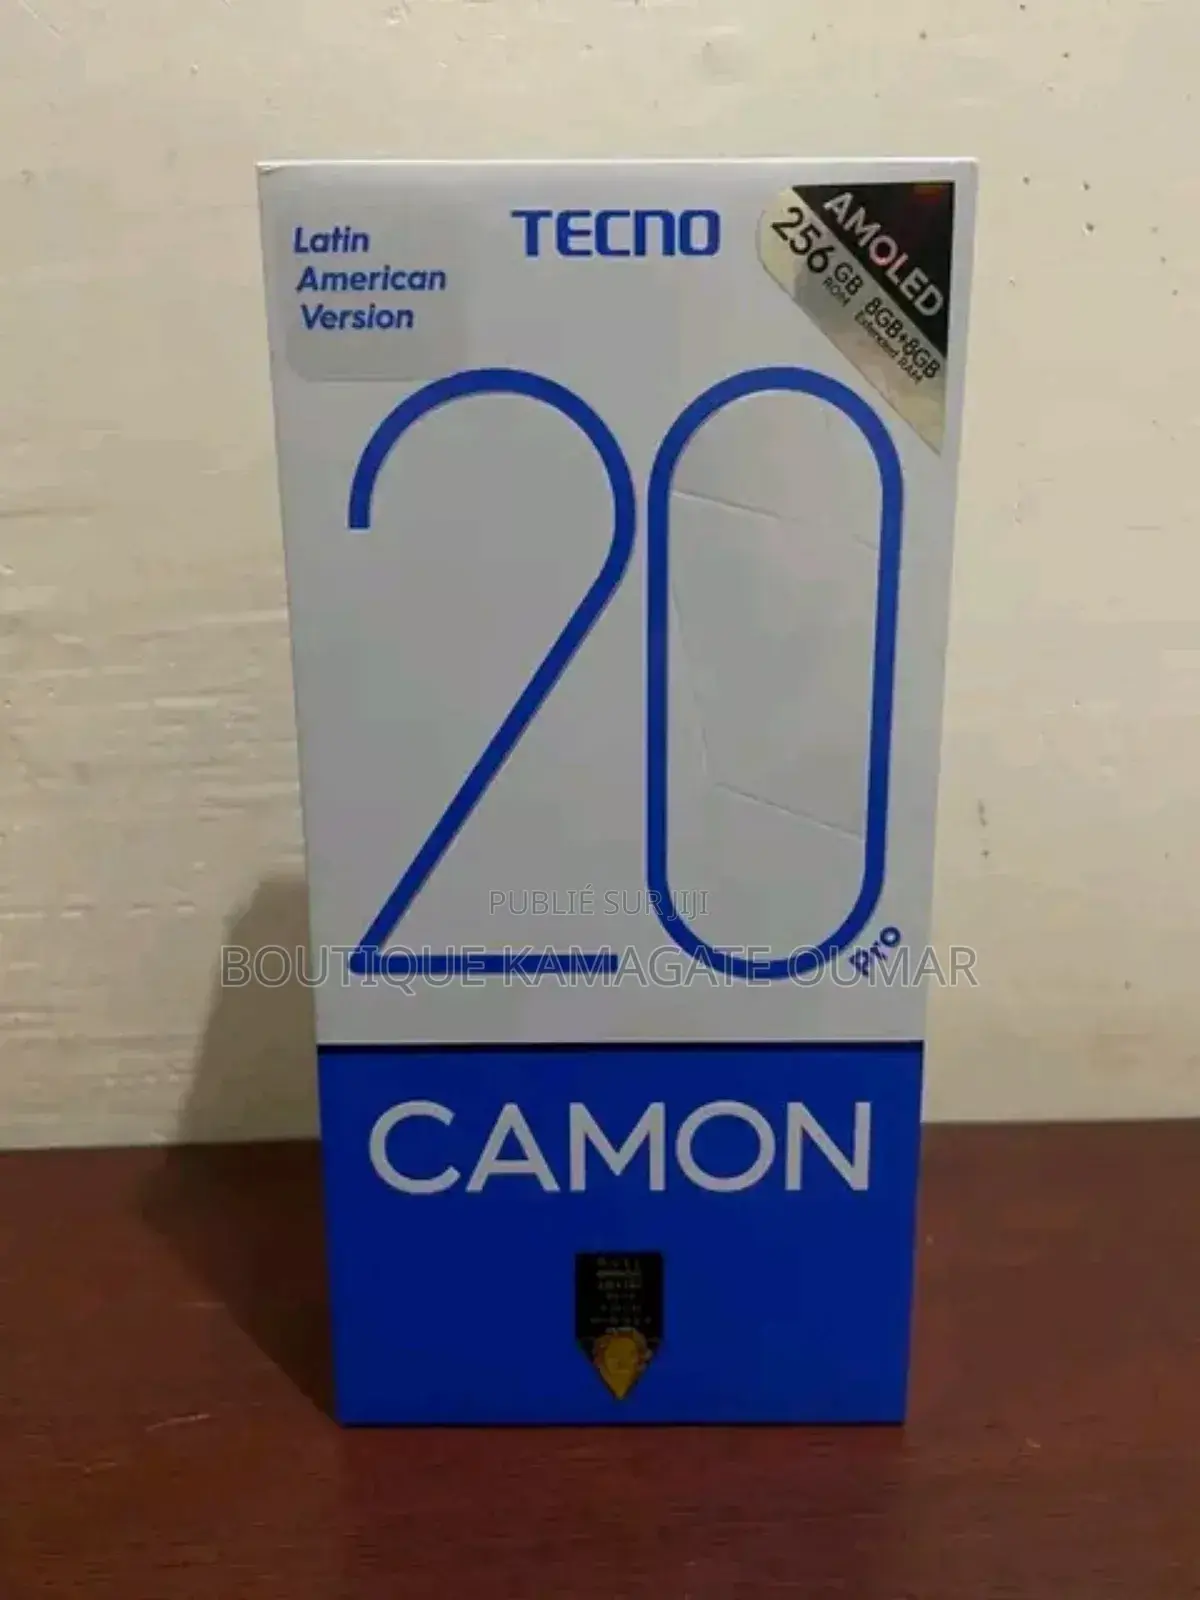 TECNO
Latin
American
Version
AMOLED
256 GB
ROM
8GB+8GB
Extended RAM
20
Pro
PUBLIÉ SUR JIJI
BOUTIQUE KAMAGATE OUMAR
CAMON